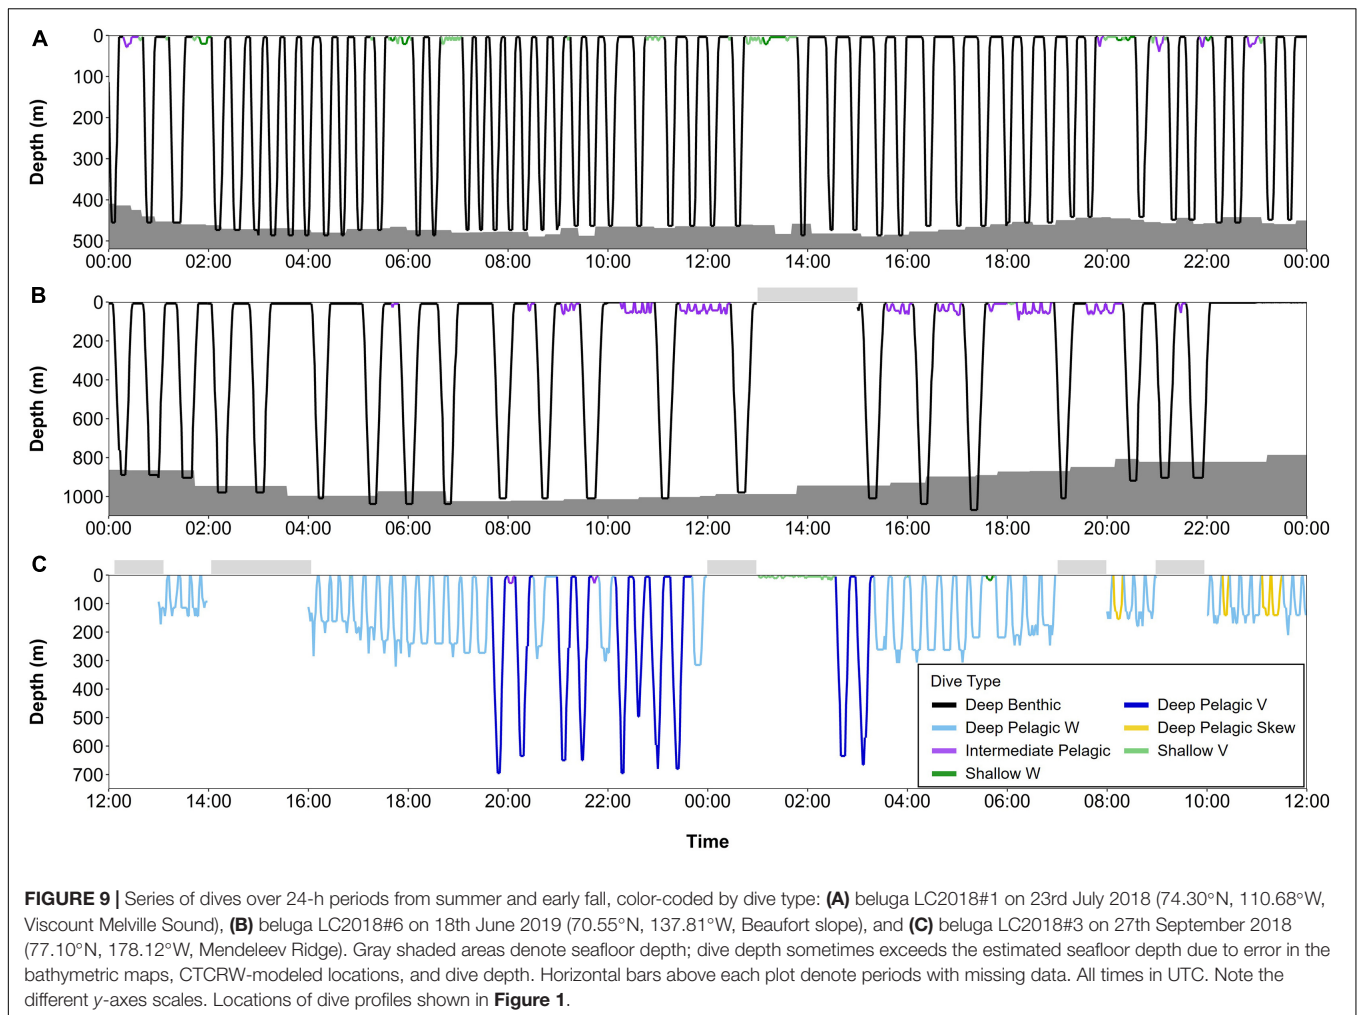 A
Depth (m)
0
100
200
300
400
500
00:00 02:00 04:00 06:00 08:00 10:00 12:00 14:00 16:00 18:00 20:00 22:00 00:00
B
Depth (m)
0
200
400
600
800
1000
00:00 02:00 04:00 06:00 08:00 10:00 12:00 14:00 16:00 18:00 20:00 22:00 00:00
C
Depth (m)
0
100
200
300
400
500
600
700
12:00 14:00 16:00 18:00 20:00 22:00 00:00 02:00 04:00 06:00 08:00 10:00 12:00
Dive Type
Deep Benthic Deep Pelagic V
Deep Pelagic W Deep Pelagic Skew
Intermediate Pelagic Shallow V
Shallow W
Time
FIGURE 9 | Series of dives over 24-h periods from summer and early fall, color-coded by dive type: (A) beluga LC2018#1 on 23rd July 2018 (74.30°N, 110.68°W,
Viscount Melville Sound), (B) beluga LC2018#6 on 18th June 2019 (70.55°N, 137.81°W, Beaufort slope), and (C) beluga LC2018#3 on 27th September 2018
(77.10°N, 178.12°W, Mendeleev Ridge). Gray shaded areas denote seafloor depth; dive depth sometimes exceeds the estimated seafloor depth due to error in the
bathymetric maps, CTCRW-modeled locations, and dive depth. Horizontal bars above each plot denote periods with missing data. All times in UTC. Note the
different y-axes scales. Locations of dive profiles shown in Figure 1.